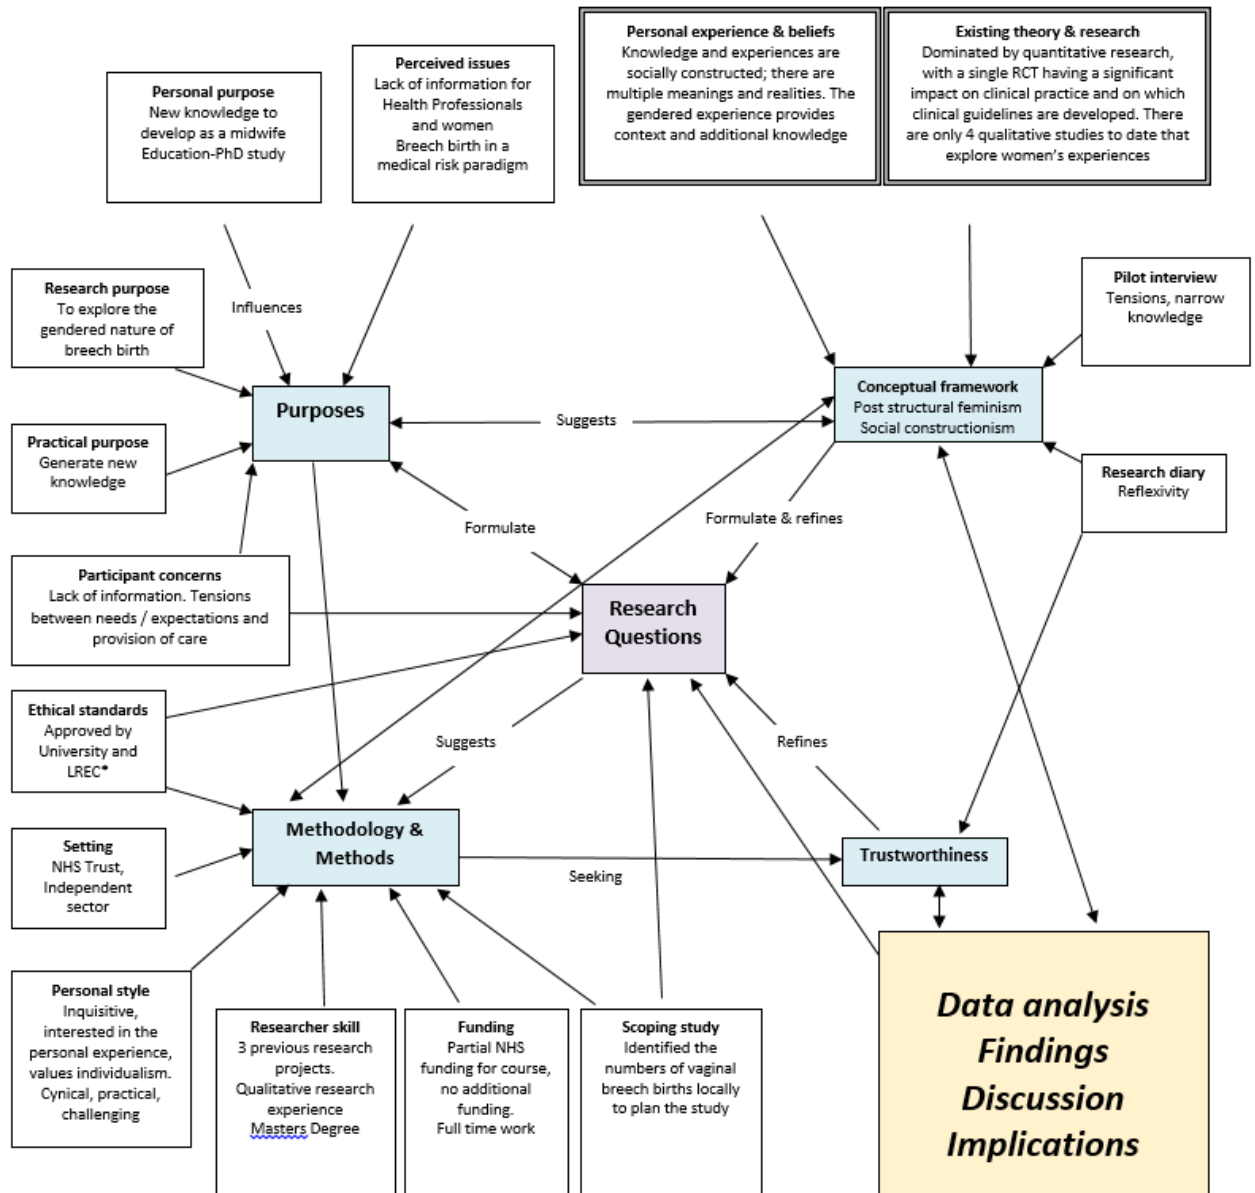 Personal purpose
New knowledge to
develop as a midwife
Education-PhD study
Perceived issues
Lack of information for
Health Professionals
and women
Breech birth in a
medical risk paradigm
Personal experience & beliefs
Knowledge and experiences are
socially constructed; there are
multiple meanings and realities. The
gendered experience provides
context and additional knowledge
Existing theory & research
Dominated by quantitative research,
with a single RCT having a significant
impact on clinical practice and on which
clinical guidelines are developed. There
are only 4 qualitative studies to date that
explore women's experiences
Research purpose
To explore the
gendered nature of
breech birth
Influences
Pilot interview
Tensions, narrow
knowledge
Purposes
Suggests
Conceptual framework
Post structural feminism
Social constructionism
Practical purpose
Generate new
knowledge
Research diary
Reflexivity
Formulate
Formulate & refines
Participant concerns
Lack of information. Tensions
between needs / expectations and
provision of care
Research
Questions
Ethical standards
Approved by
University and
LREC*
Suggests
Refines
Methodology &
Methods
Setting
NHS Trust,
Independent
sector
Seeking
Trustworthiness
Personal style
Inquisitive,
interested in the
personal experience,
values individualism.
Cynical, practical,
challenging
Researcher skill
3 previous research
projects.
Qualitative research
experience
Masters Degree
Funding
Partial NHS
funding for course,
no additional
funding.
Full time work
Scoping study
Identified the
numbers of vaginal
breech births locally
to plan the study
Data analysis
Findings
Discussion
Implications